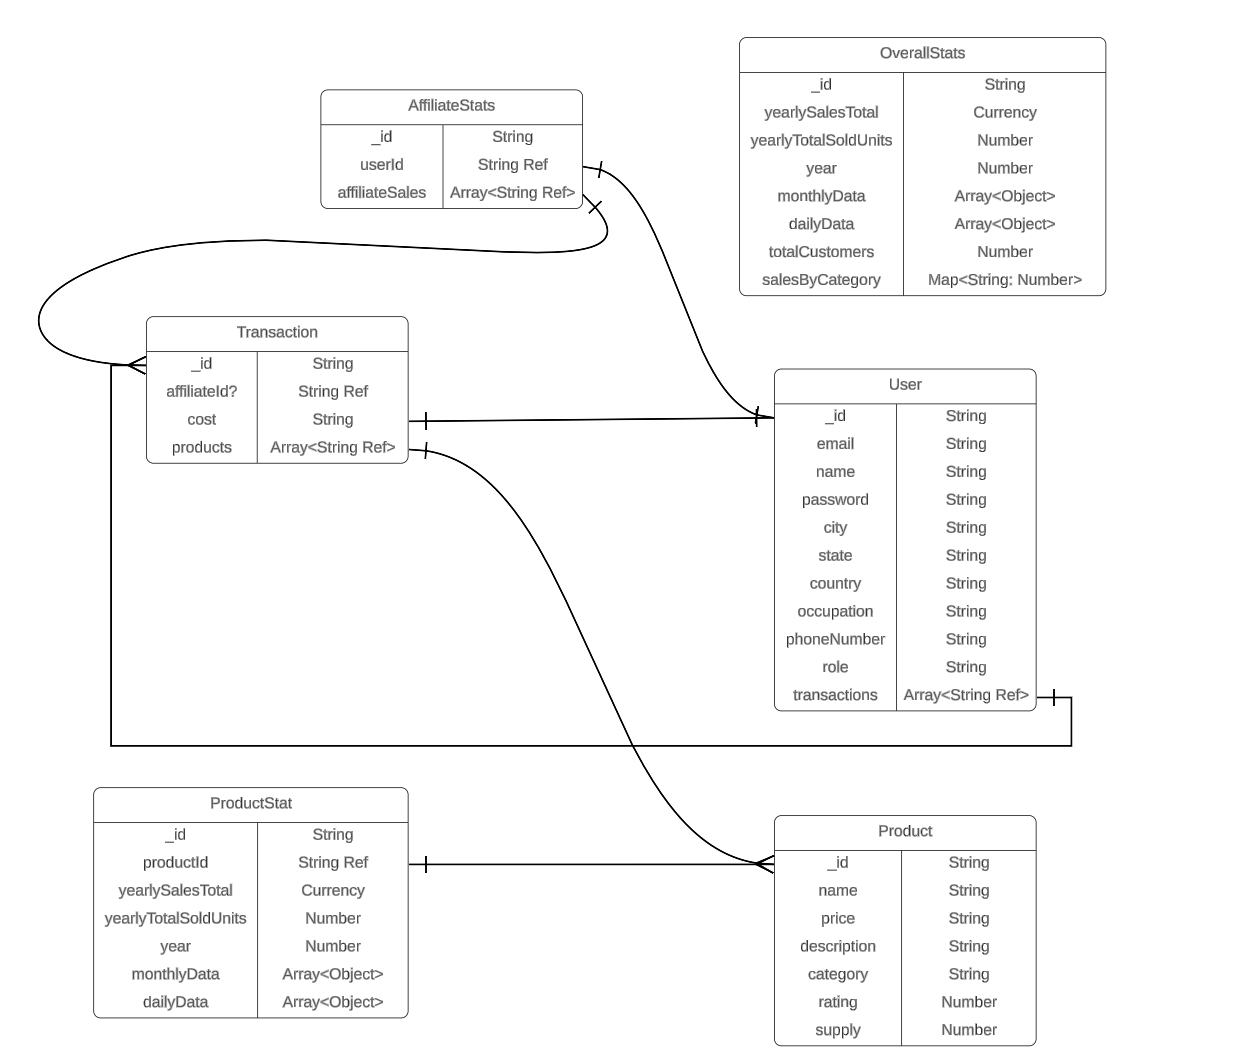 OverallStats
_id String
yearlySalesTotal Currency
yearlyTotalSoldUnits Number
year Number
monthlyData Array<Object>
dailyData Array<Object>
totalCustomers Number
salesByCategory Map<String: Number>
AffiliateStats
_id String
userId String Ref
affiliateSales Array<String Ref>
Transaction
_id String
affiliateId? String Ref
cost String
products Array<String Ref>
User
_id String
email String
name String
password String
city String
state String
country String
occupation String
phoneNumber String
role String
transactions Array<String Ref>
ProductStat
_id String
productId String Ref
yearlySalesTotal Currency
yearlyTotalSoldUnits Number
year Number
monthlyData Array<Object>
dailyData Array<Object>
Product
_id String
name String
price String
description String
category String
rating Number
supply Number